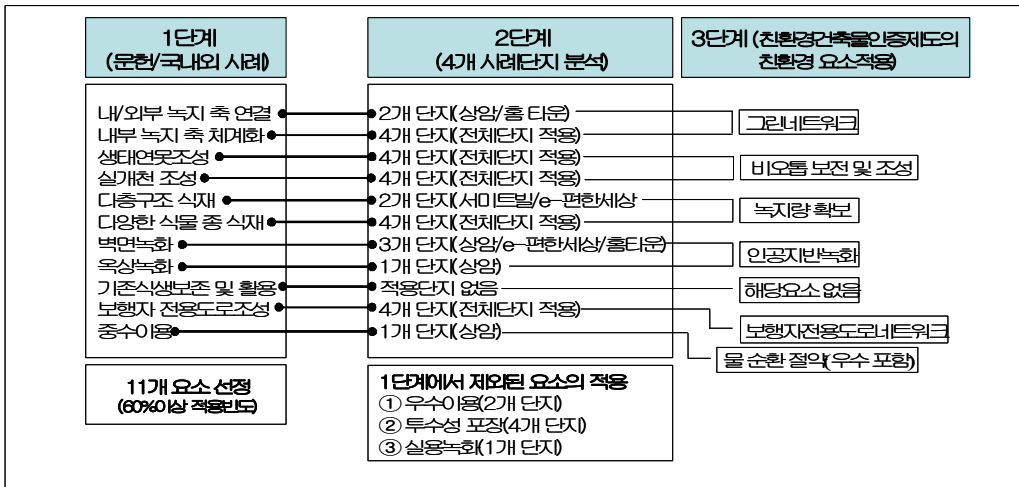 1단계
(문헌/국내외 사례)
내/외부 녹지 축 연결
내부 녹지 축 체계화
생태연못조성
실개천 조성
다층구조 식재
다양한 식물 종 식재
벽면녹화
옥상녹화
기존식생보존 및 활용
보행자 전용도로조성
중수이용
11개 요소 선정
(60%이상 적용빈도)
2단계
(4개 사례단지 분석)
2개 단지(상암/홈 타운)
4개 단지(전체단지 적용)
4개 단지(전체단지 적용)
4개 단지(전체단지 적용)
2개 단지(서미트빌/e-편한세상
4개 단지(전체단지 적용)
3개 단지(상암/e-편한세상/홈타운)
1개 단지(상암)
적용단지 없음
4개 단지(전체단지 적용)
1개 단지(상암)
1단계에서 제외된 요소의 적용
① 우수이용(2개 단지)
② 투수성 포장(4개 단지)
③ 실용녹화(1개 단지)
3단계 (친환경건축물인증제도의
친환경 요소적용)
그린네트워크
비오톱 보전 및 조성
녹지량 확보
인공지반녹화
해당요소 없음
보행자전용도로네트워크
물 순환 절약(우수 포함)